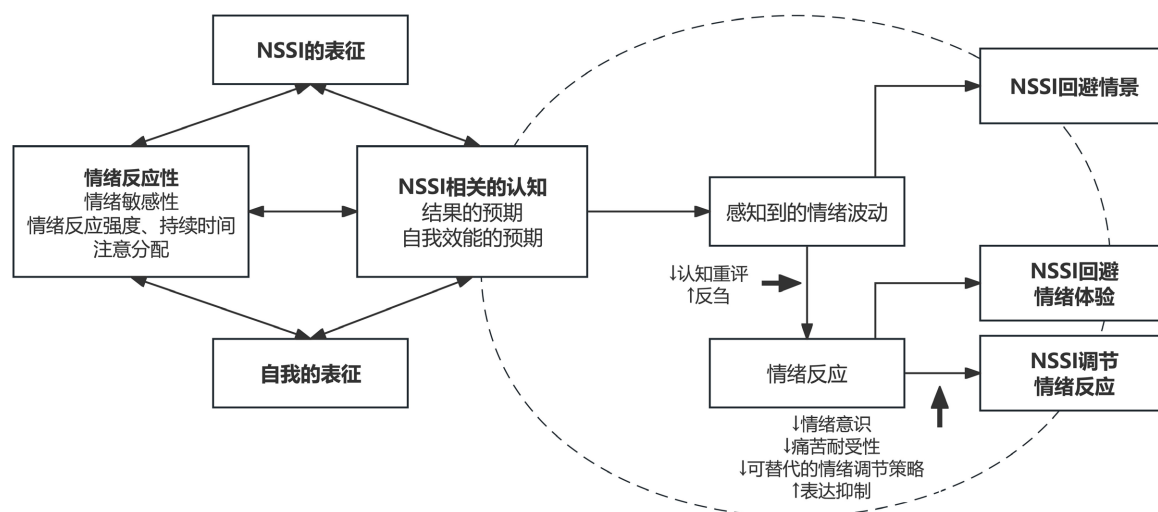 NSSI的表征
情绪反应性
情绪敏感性
情绪反应强度、持续时间
注意分配
NSSI相关的认知
结果的预期
自我效能的预期
自我的表征
感知到的情绪波动
↓认知重评
↑反刍
情绪反应
↓情绪意识
↓痛苦耐受性
↓可替代的情绪调节策略
↑表达抑制
NSSI回避情景
NSSI回避
情绪体验
NSSI调节
情绪反应